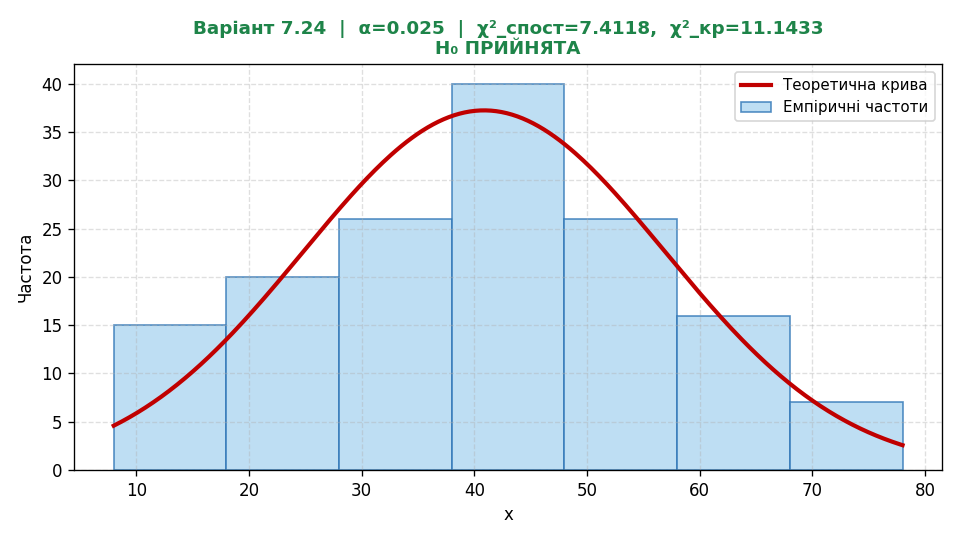 Варіант 7.24 | α=0.025 | χ²_спост=7.4118, χ²_кр=11.1433
H₀ ПРИЙНЯТА
Теоретична крива
Емпіричні частоти
Частота
40
35
30
25
20
15
10
5
0
10 20 30 40 50 60 70 80
x